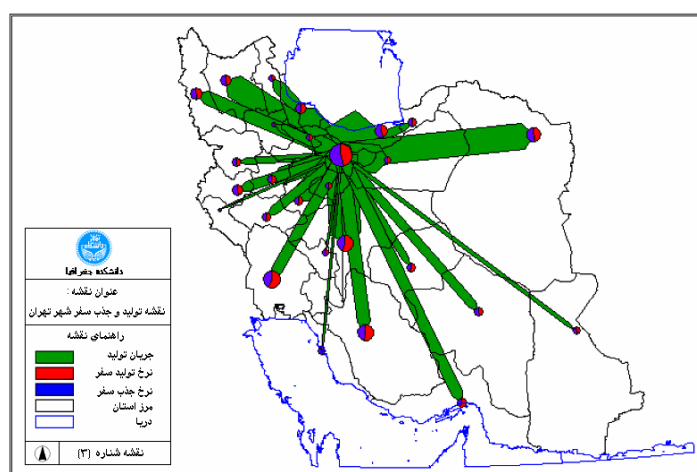 دانشکده جغرافیا
عنوان نقشه :
نقشه تولید و جذب سفر شهر تهران
راهنمای نقشه
جریان تولید
نرخ تولید سفر
نرخ جذب سفر
مرز استان
دریا
نقشه شناره (۳)